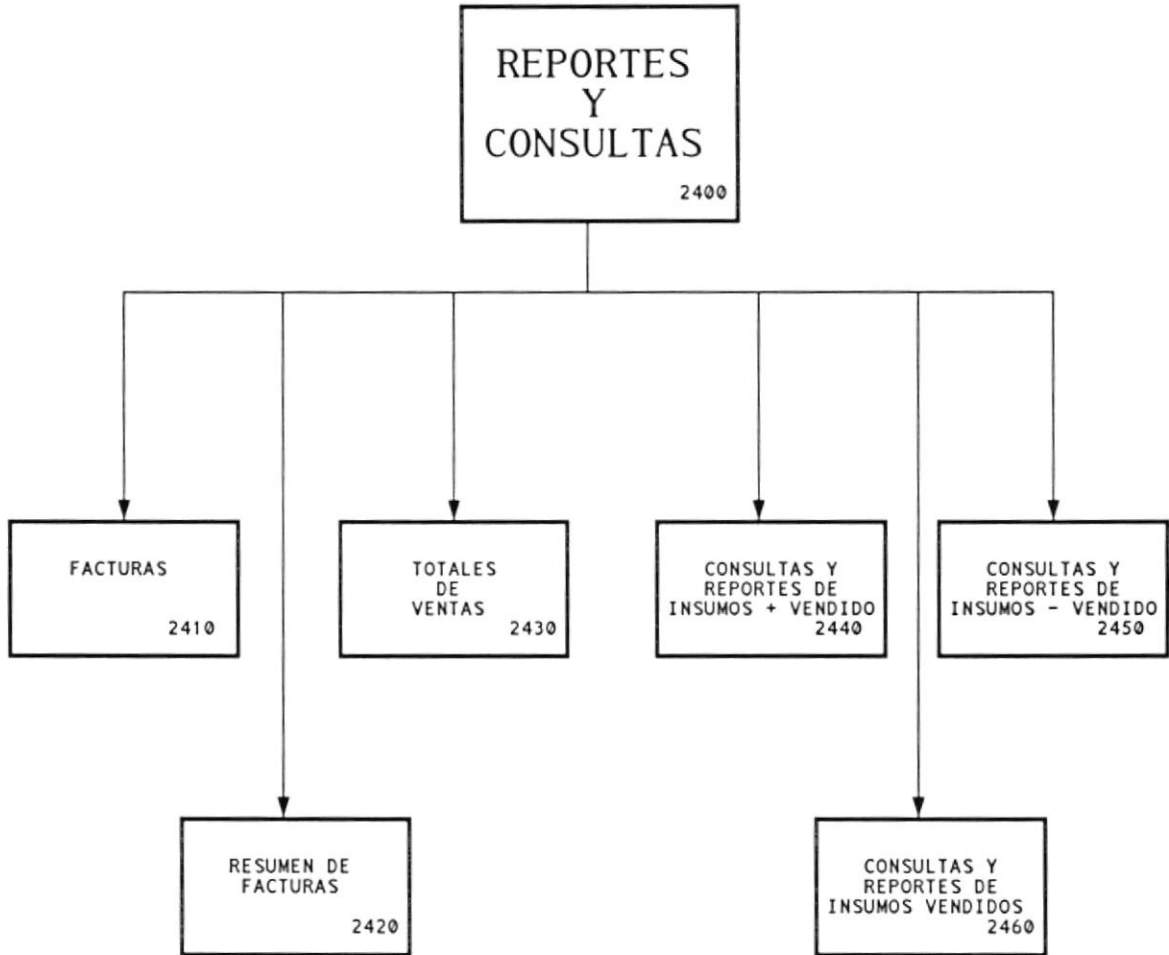 REPORTES
Y
CONSULTAS
2400
FACTURAS
2410
TOTALES
DE
VENTAS
2430
CONSULTAS Y
REPORTES DE
INSUMOS + VENDIDO
2440
CONSULTAS Y
REPORTES DE
INSUMOS - VENDIDO
2450
RESUMEN DE
FACTURAS
2420
CONSULTAS Y
REPORTES DE
INSUMOS VENDIDOS
2460